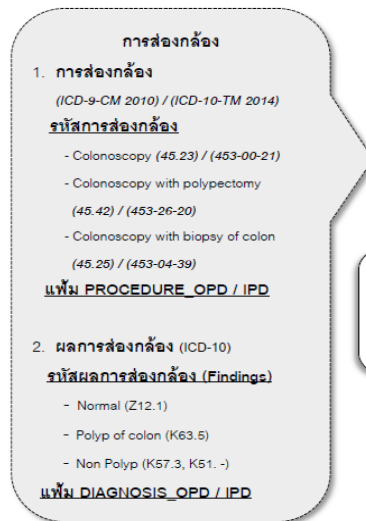 การส่องกล้อง
1. การส่องกล้อง
(ICD-9-CM 2010) / (ICD-10-TM 2014)
รหัสการส่องกล้อง
- Colonoscopy (45.23) / (453-00-21)
- Colonoscopy with polypectomy
(45.42) / (453-26-20)
- Colonoscopy with biopsy of colon
(45.25) / (453-04-39)
แฟ้ม PROCEDURE_OPD / IPD
2. ผลการส่องกล้อง (ICD-10)
รหัสผลการส่องกล้อง (Findings)
- Normal (Z12.1)
- Polyp of colon (K63.5)
- Non Polyp (K57.3, K51. -)
แฟ้ม DIAGNOSIS_OPD / IPD